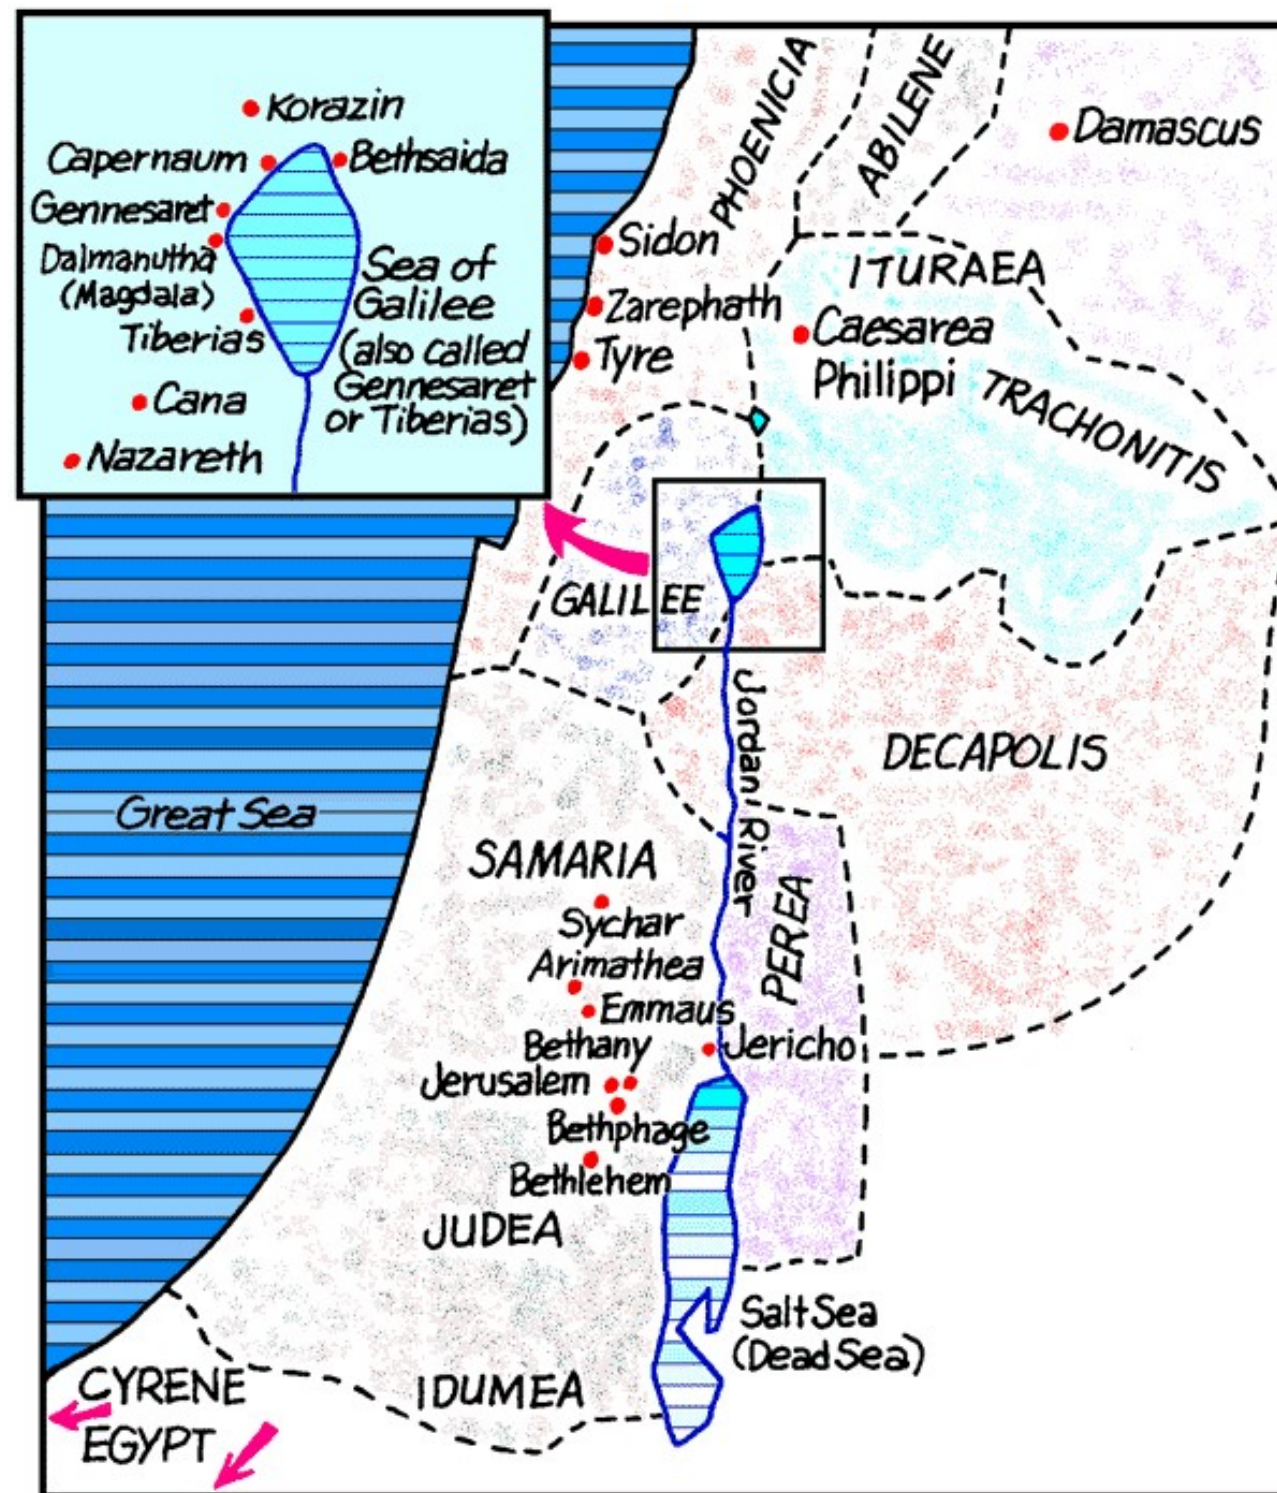 Korazin
Capernaum
Bethsaida
Gennesaret
Dalmanutha
(Magdala)
Tiberias
Sea of
Galilee
(also called
Gennesaret
or Tiberias)
Cana
Nazareth
PHOENICIA
ABILENE
Damascus
Sidon
Zarephath
Tyre
ITURAEA
Caesarea
Philippi
TRACHONITIS
GALILEE
Jordan River
DECAPOLIS
Great Sea
SAMARIA
Sychar
Arimathea
Emmaus
PEREA
Bethany
Jericho
Jerusalem
Bethphage
Bethlehem
JUDEA
Salt Sea
(Dead Sea)
IDUMEA
CYRENE
EGYPT